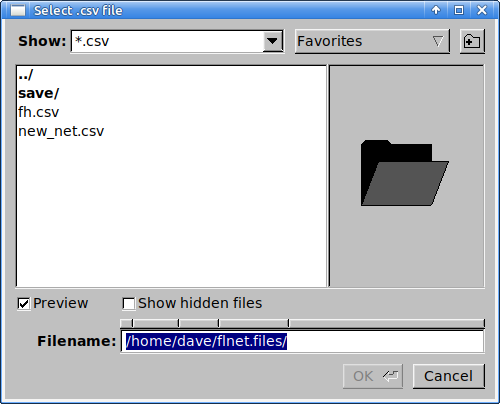 Select .csv file
Show: *.csv Favorites
../
save/
fh.csv
new_net.csv
Preview Show hidden files
Filename: /home/dave/flnet.files/
OK Cancel